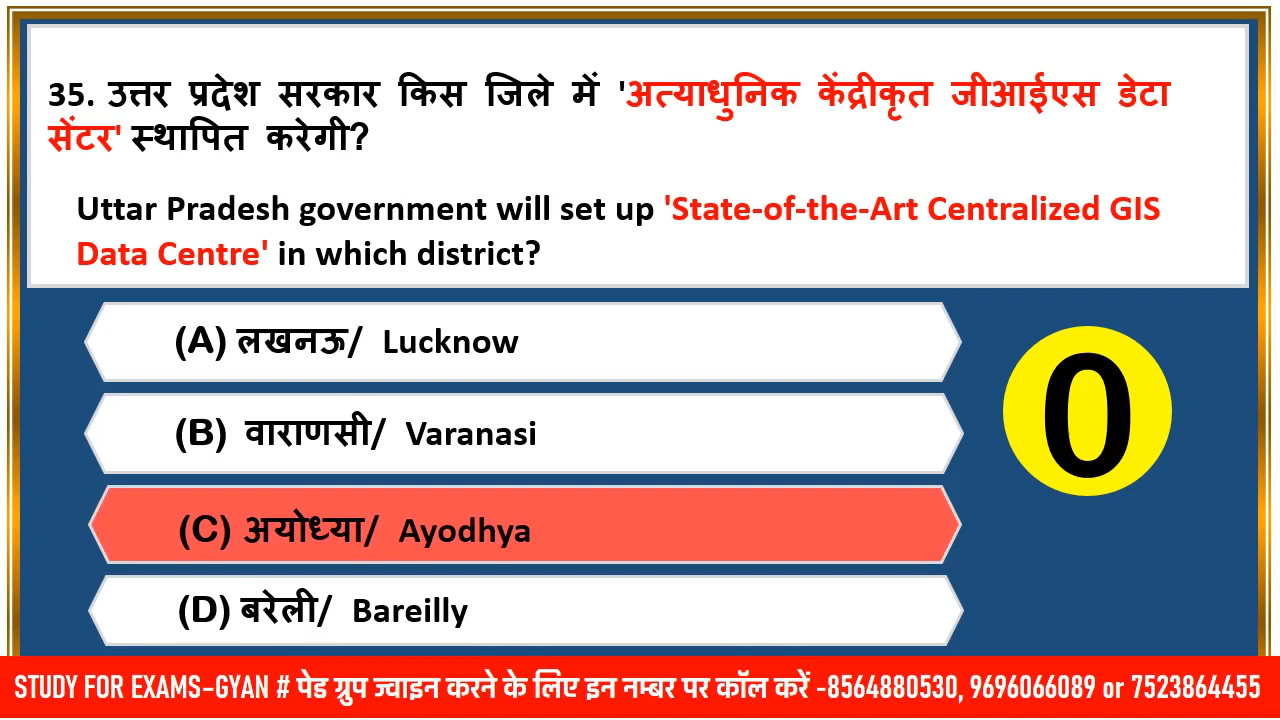 35. उत्तर प्रदेश सरकार किस जिले में 'अत्याधुनिक केंद्रीकृत जीआईएस डेटा
सेंटर' स्थापित करेगी?
Uttar Pradesh government will set up 'State-of-the-Art Centralized GIS
Data Centre' in which district?
(A) लखनऊ/ Lucknow
(B) वाराणसी/ Varanasi
(C) अयोध्या/ Ayodhya
(D) बरेली/ Bareilly
0
STUDY FOR EXAMS-GYAN # पेड ग्रुप ज्वाइन करने के लिए इन नम्बर पर कॉल करें -8564880530, 9696066089 or 7523864455